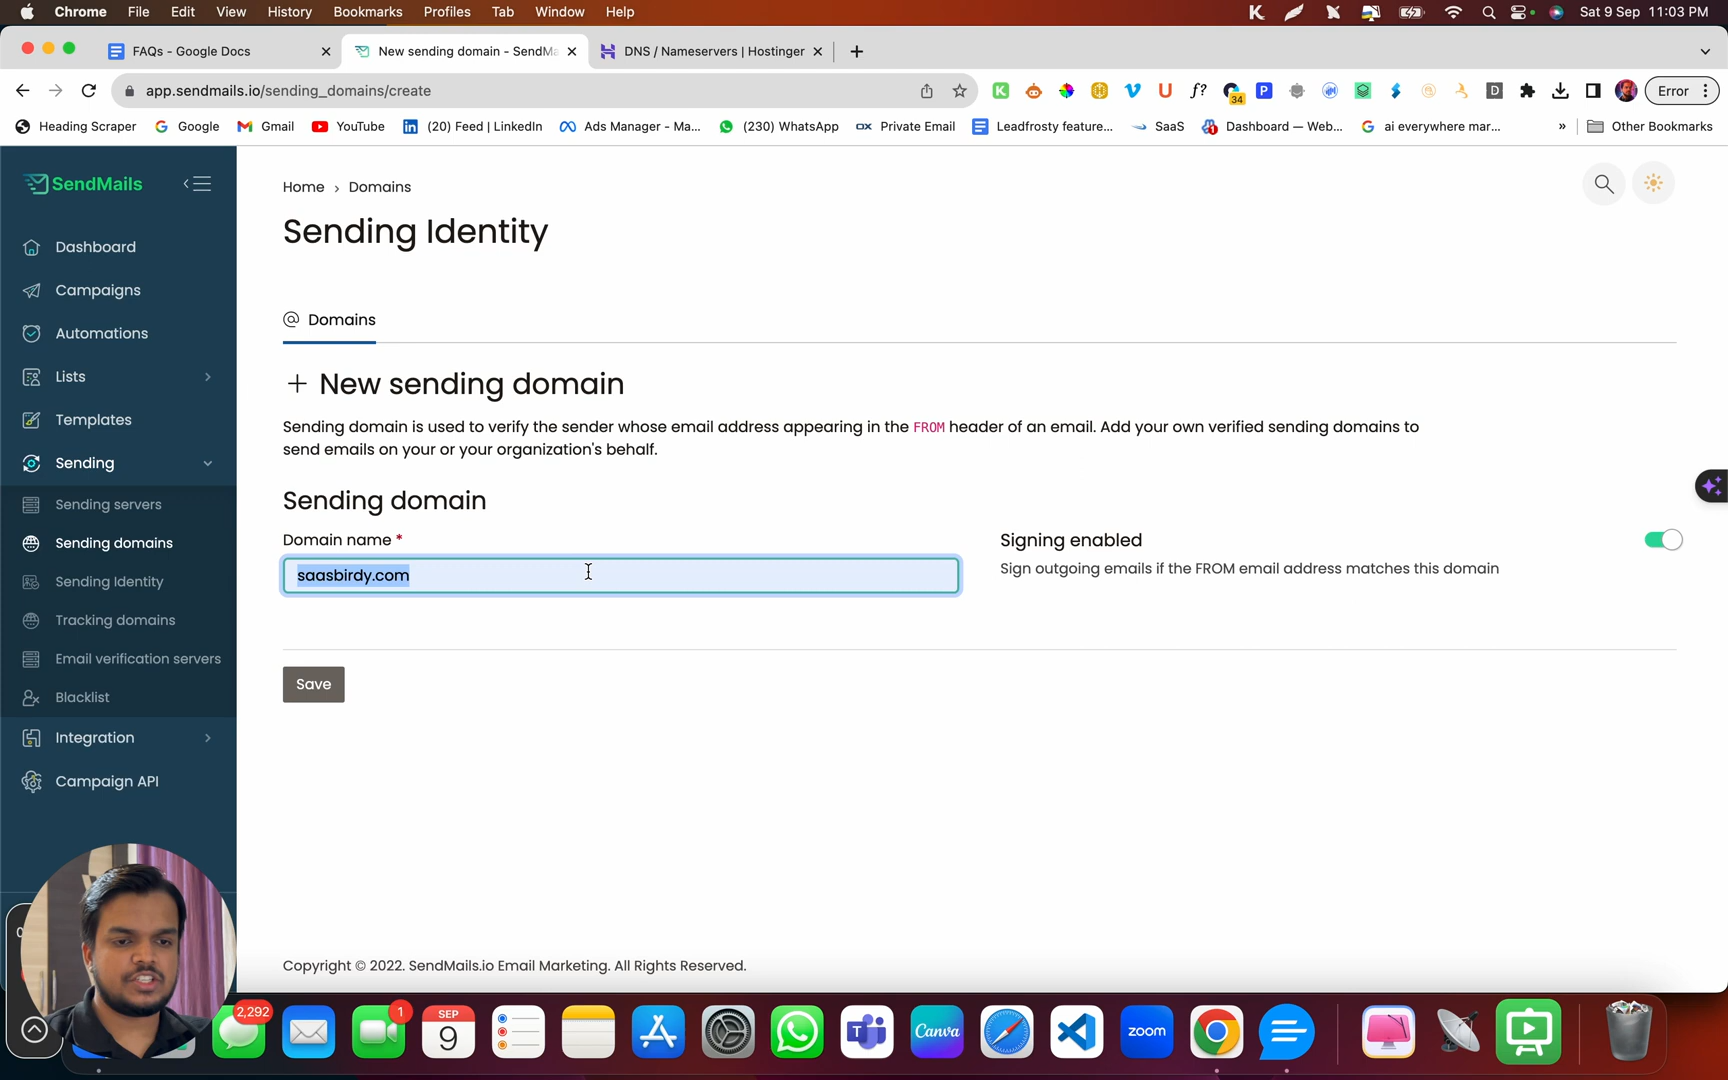 Chrome File Edit View History Bookmarks Profiles Tab Window Help Sat 9 Sep 11:03 PM
FAQs - Google Docs
New sending domain - SendMa
DNS / Nameservers | Hostinger
app.sendmails.io/sending_domains/create
34
Error
Heading Scraper Google Gmail YouTube (20) Feed | LinkedIn Ads Manager - Ma... (230) WhatsApp Private Email Leadfrosty feature... SaaS Dashboard — Web... ai everywhere mar... » Other Bookmarks
SendMails
Dashboard
Campaigns
Automations
Lists
Templates
Sending
Sending servers
Sending domains
Sending Identity
Tracking domains
Email verification servers
Blacklist
Integration
Campaign API
Home › Domains
Sending Identity
Domains
+ New sending domain
Sending domain is used to verify the sender whose email address appearing in the FROM header of an email. Add your own verified sending domains to
send emails on your or your organization's behalf.
Sending domain
Domain name *
saasbirdy.com
Signing enabled
Sign outgoing emails if the FROM email address matches this domain
Save
Copyright © 2022. SendMails.io Email Marketing. All Rights Reserved.
2,292
1
SEP
9
Canva
zoom